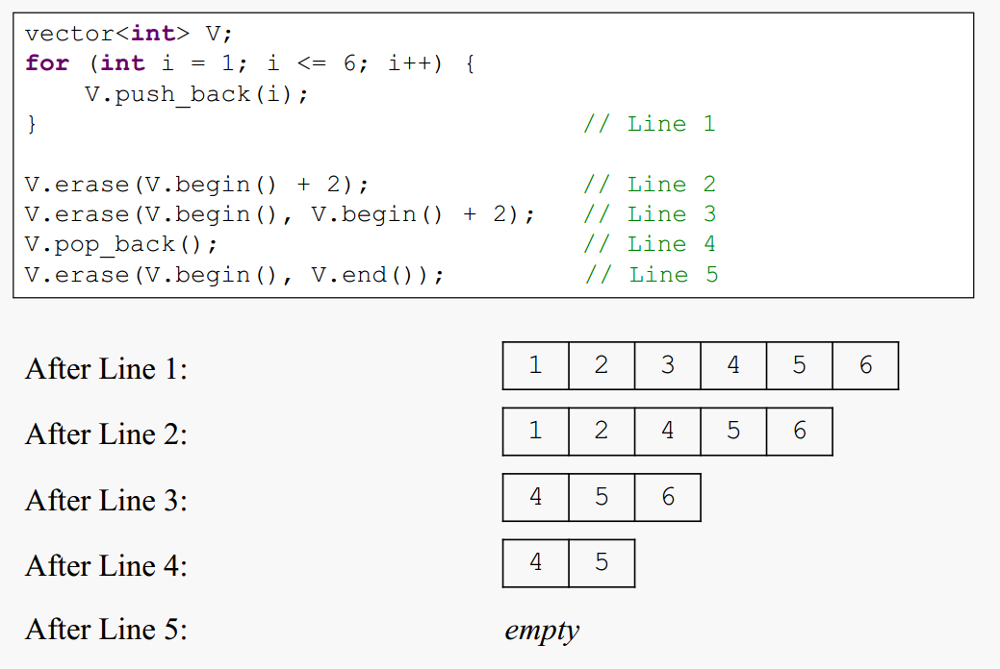 vector<int> V;
for (int i = 1; i <= 6; i++) {
    V.push_back(i);
} // Line 1
V.erase(V.begin() + 2); // Line 2
V.erase(V.begin(), V.begin() + 2); // Line 3
V.pop_back(); // Line 4
V.erase(V.begin(), V.end()); // Line 5
After Line 1: 1 2 3 4 5 6
After Line 2: 1 2 4 5 6
After Line 3: 4 5 6
After Line 4: 4 5
After Line 5: empty